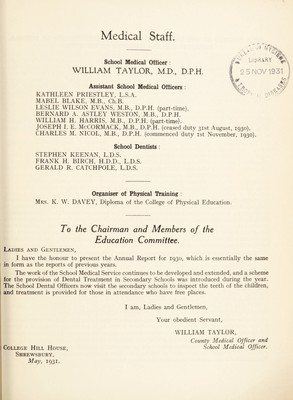 Medical Staff.
School Medical Officer :
WILLIAM TAYLOR, M.D., D.P.H.
Assistant School Medical Officers :
KATHLEEN PRIESTLEY, L.S.A.
MABEL BLAKE, M.B., Ch.B.
LESLIE WILSON EVANS, M.B., D.P.H. (part-time).
BERNARD A. ASTLEY WESTON, M.B., D.P.H.
WILLIAM H. HARRIS, M.B., D.P.H. (part-time).
JOSEPH I. E. McCORMACK, M.B., D.P.H. (ceased duty 31st August, 1930).
CHARLES M. NICOL, M.B., D.P.H. (commenced duty 1st November, 1930).
School Dentists :
STEPHEN KEENAN, L.D.S.
FRANK H. BIRCH, H.D.D., L.D.S.
GERALD R. CATCHPOLE, L.D.S.
Organiser of Physical Training :
MRS. K. W. DAVEY, Diploma of the College of Physical Education.
To the Chairman and Members of the
Education Committee.
LADIES AND GENTLEMEN,
I have the honour to present the Annual Report for 1930, which is essentially the same
in form as the reports of previous years.
The work of the School Medical Service continues to be developed and extended, and a scheme
for the provision of Dental Treatment in Secondary Schools was introduced during the year.
The School Dental Officers now visit the secondary schools to inspect the teeth of the children,
and treatment is provided for those in attendance who have free places.
I am, Ladies and Gentlemen,
Your obedient Servant,
WILLIAM TAYLOR,
County Medical Officer and
School Medical Officer.
COLLEGE HILL HOUSE,
SHREWSBURY,
May, 1931.
LIBRARY
25 NOV 1931